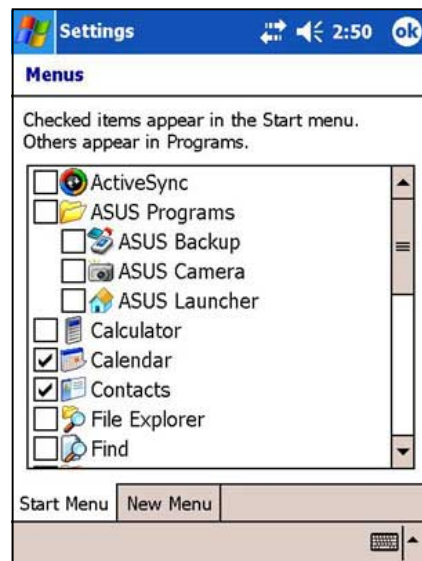 Settings
2:50
ok
Menus
Checked items appear in the Start menu.
Others appear in Programs.
ActiveSync
ASUS Programs
ASUS Backup
ASUS Camera
ASUS Launcher
Calculator
Calendar
Contacts
File Explorer
Find
Start Menu
New Menu